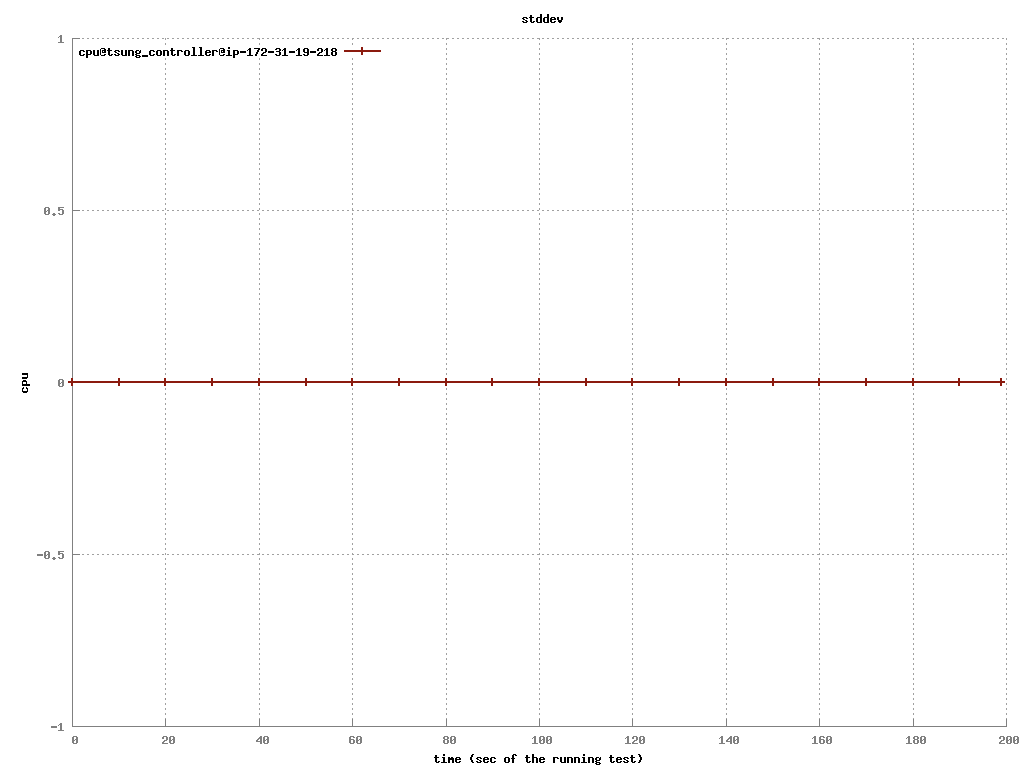 stddev
cpu@tsung_controller@ip-172-31-19-218
1
0.5
0
-0.5
-1
cpu
0 20 40 60 80 100 120 140 160 180 200
time (sec of the running test)